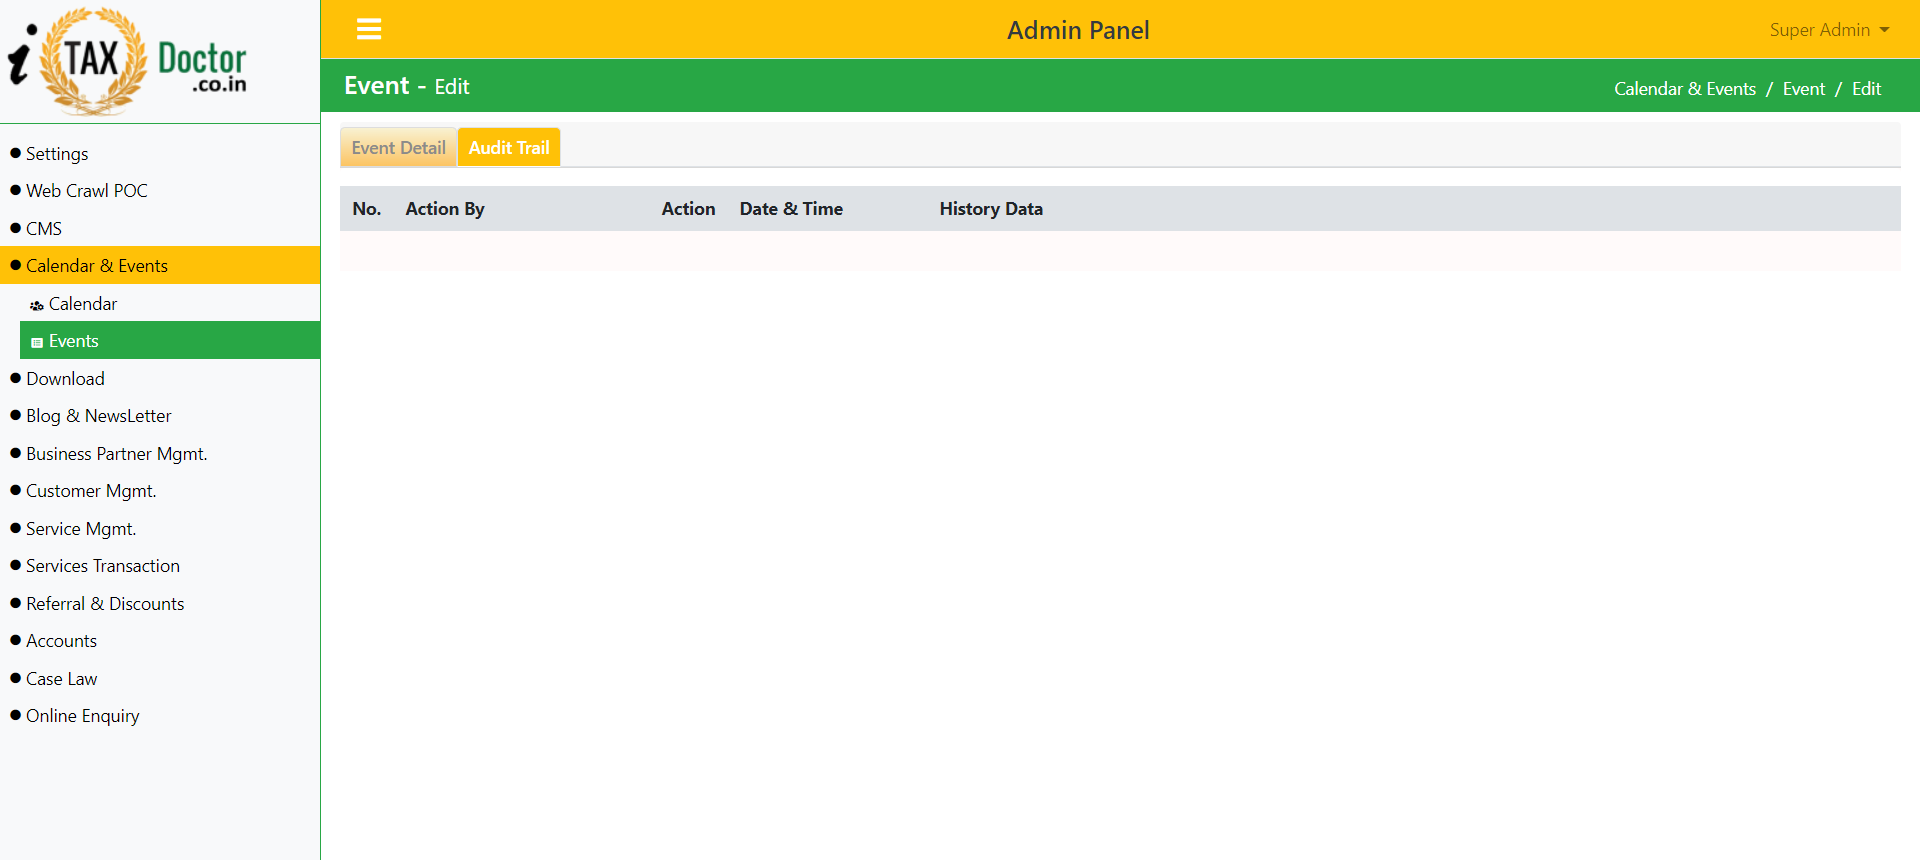 i TAX Doctor
.co.in
Admin Panel
Super Admin
Event - Edit
Calendar & Events / Event / Edit
Settings
Web Crawl POC
CMS
Calendar & Events
Calendar
Events
Download
Blog & NewsLetter
Business Partner Mgmt.
Customer Mgmt.
Service Mgmt.
Services Transaction
Referral & Discounts
Accounts
Case Law
Online Enquiry
Event Detail Audit Trail
No. Action By Action Date & Time History Data